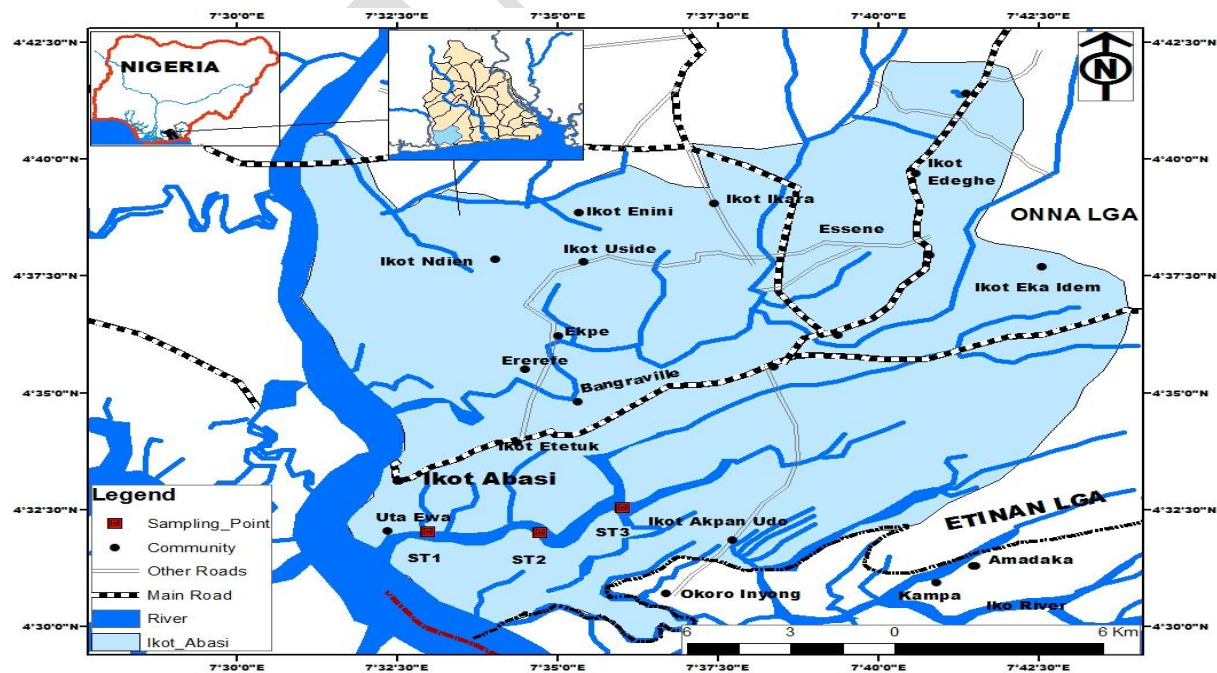 7°30'0"E 7°32'30"E 7°35'0"E 7°37'30"E 7°40'0"E 7°42'30"E
4°42'30"N 4°42'30"N
NIGERIA
N
4°40'0"N 4°40'0"N
Ikot
Edeghe
Ikot Enini
Ikot Ikara
ONNA LGA
Essene
Ikot Uside
Ikot Ndien
4°37'30"N 4°37'30"N
Ikot Eka Idem
Ekpe
Ererefe
Bangraville
4°35'0"N 4°35'0"N
Ikot Etetuk
Ikot Abasi
Legend
Sampling_Point
Community
Other Roads
Main Road
River
Ikot_Abasi
4°32'30"N 4°32'30"N
Uta Ewa
Ikot Akpan Udo
ETINAN LGA
ST1
ST2
ST3
Amadaka
Okoro Inyong
Kampa
Iko River
4°30'0"N 4°30'0"N
6 3 0 6 Km
7°30'0"E 7°32'30"E 7°35'0"E 7°37'30"E 7°40'0"E 7°42'30"E